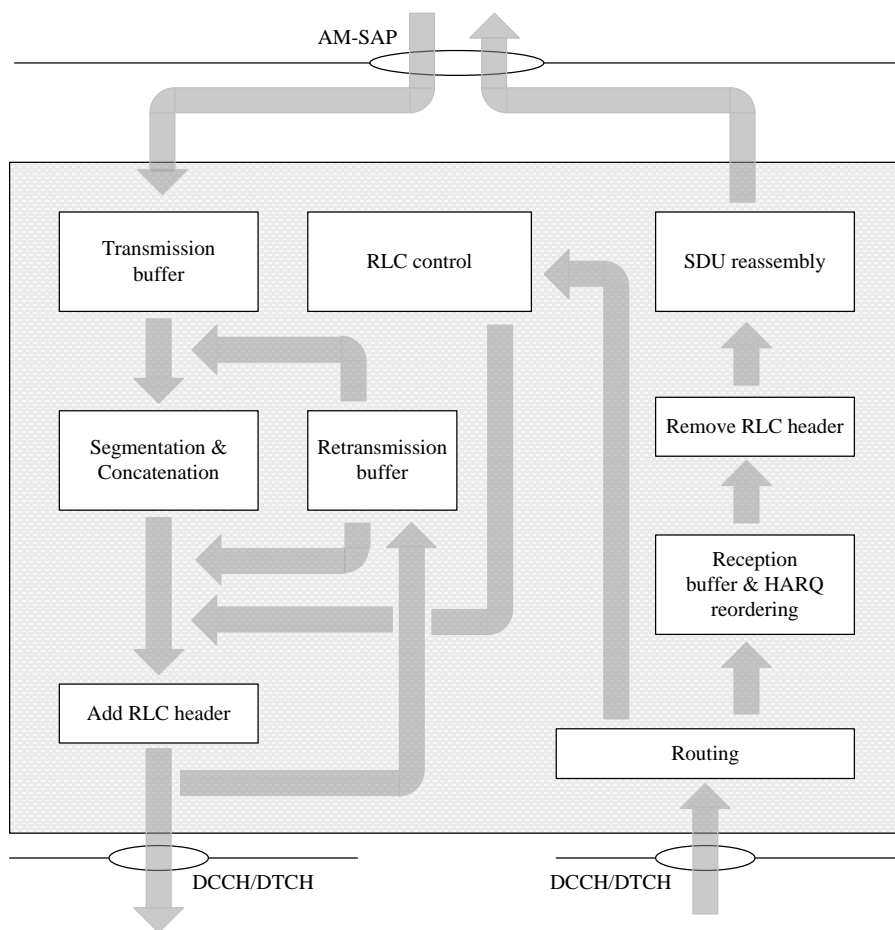 AM-SAP
Transmission
buffer
RLC control
SDU reassembly
Segmentation &
Concatenation
Retransmission
buffer
Remove RLC header
Reception
buffer & HARQ
reordering
Add RLC header
Routing
DCCH/DTCH
DCCH/DTCH